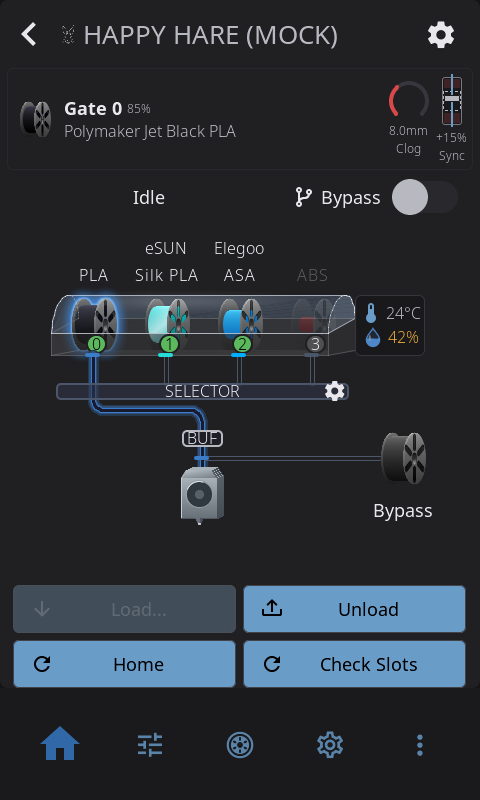 HAPPY HARE (MOCK)
Gate 0 85%
Polymaker Jet Black PLA
8.0mm
Clog
+15%
Sync
Idle
Bypass
eSUN
Elegoo
PLA
Silk PLA
ASA
ABS
0
1
2
3
24°C
42%
SELECTOR
BUF
Bypass
Load...
Unload
Home
Check Slots